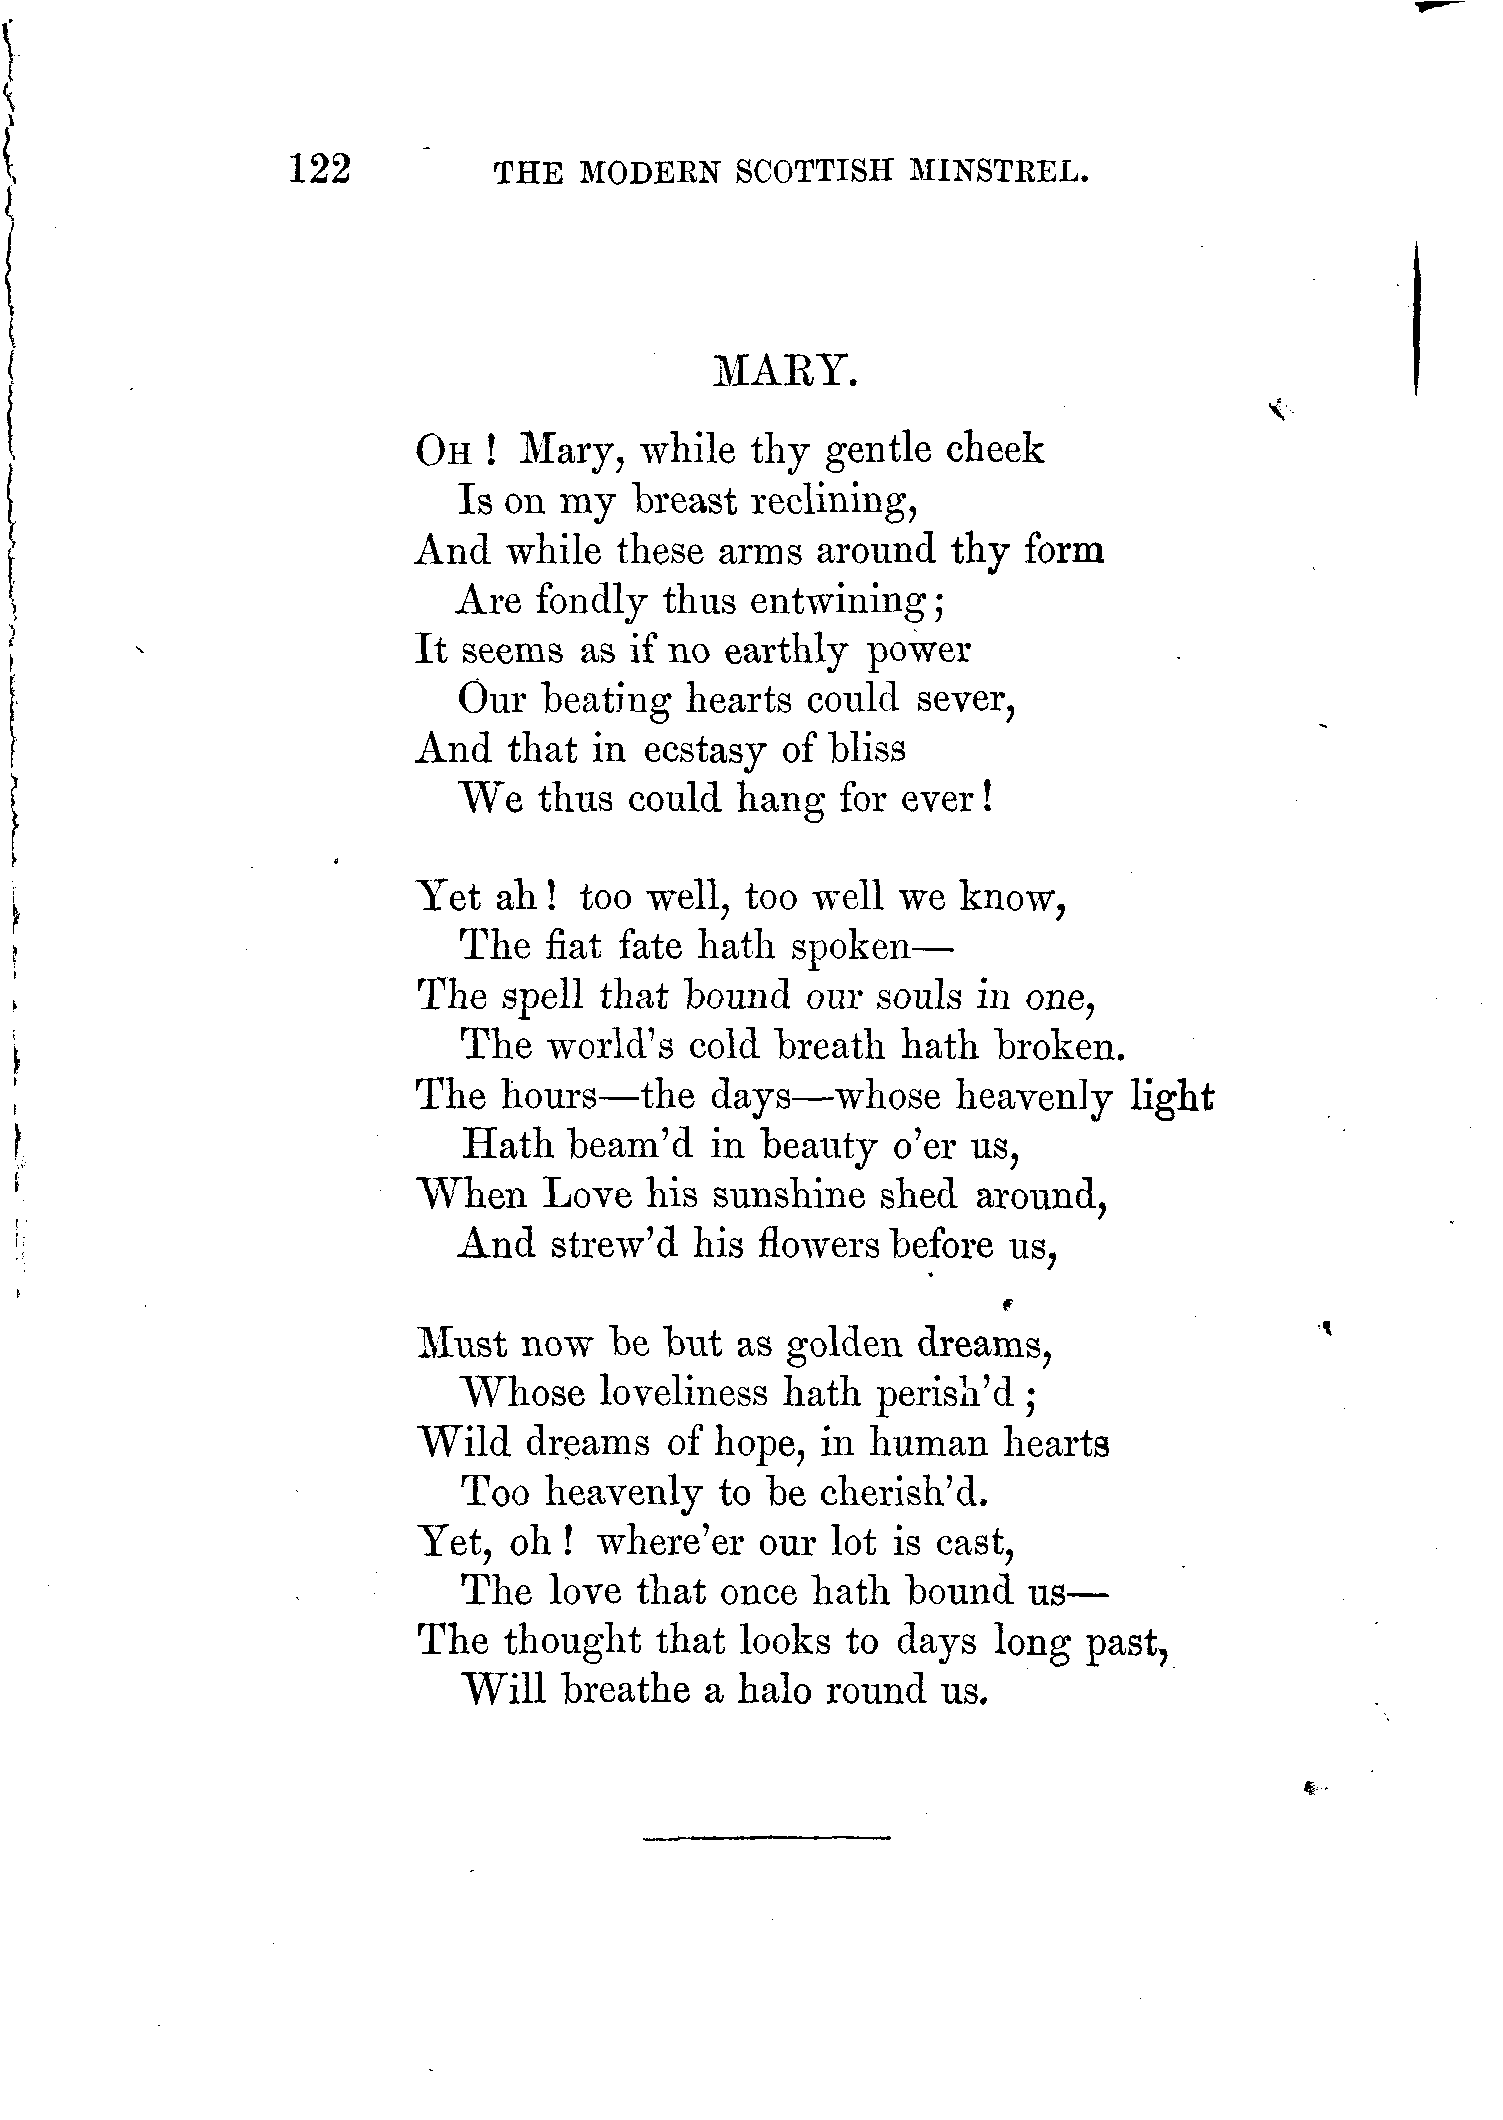 122 THE MODERN SCOTTISH MINSTREL.
MARY.
OH ! Mary, while thy gentle cheek
Is on my breast reclining,
And while these arms around thy form
Are fondly thus entwining;
It seems as if no earthly power
Our beating hearts could sever,
And that in ecstasy of bliss
We thus could hang for ever!
Yet ah! too well, too well we know,
The fiat fate hath spoken—
The spell that bound our souls in one,
The world's cold breath hath broken.
The hours—the days—whose heavenly light
Hath beam'd in beauty o'er us,
When Love his sunshine shed around,
And strew'd his flowers before us,
Must now be but as golden dreams,
Whose loveliness hath perish'd ;
Wild dreams of hope, in human hearts
Too heavenly to be cherish'd.
Yet, oh ! where'er our lot is cast,
The love that once hath bound us—
The thought that looks to days long past,
Will breathe a halo round us.